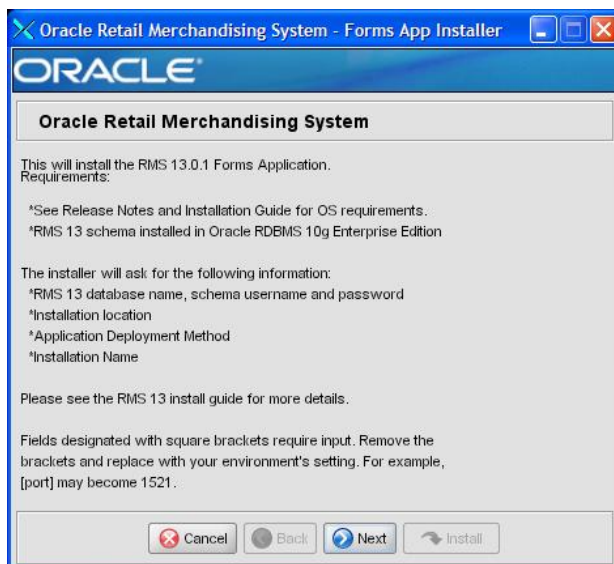 Oracle Retail Merchandising System - Forms App Installer
ORACLE®
Oracle Retail Merchandising System
This will install the RMS 13.0.1 Forms Application.
Requirements:
*See Release Notes and Installation Guide for OS requirements.
*RMS 13 schema installed in Oracle RDBMS 10g Enterprise Edition
The installer will ask for the following information:
*RMS 13 database name, schema username and password
*Installation location
*Application Deployment Method
*Installation Name
Please see the RMS 13 install guide for more details.
Fields designated with square brackets require input. Remove the
brackets and replace with your environment's setting. For example,
[port] may become 1521.
Cancel Back Next Install